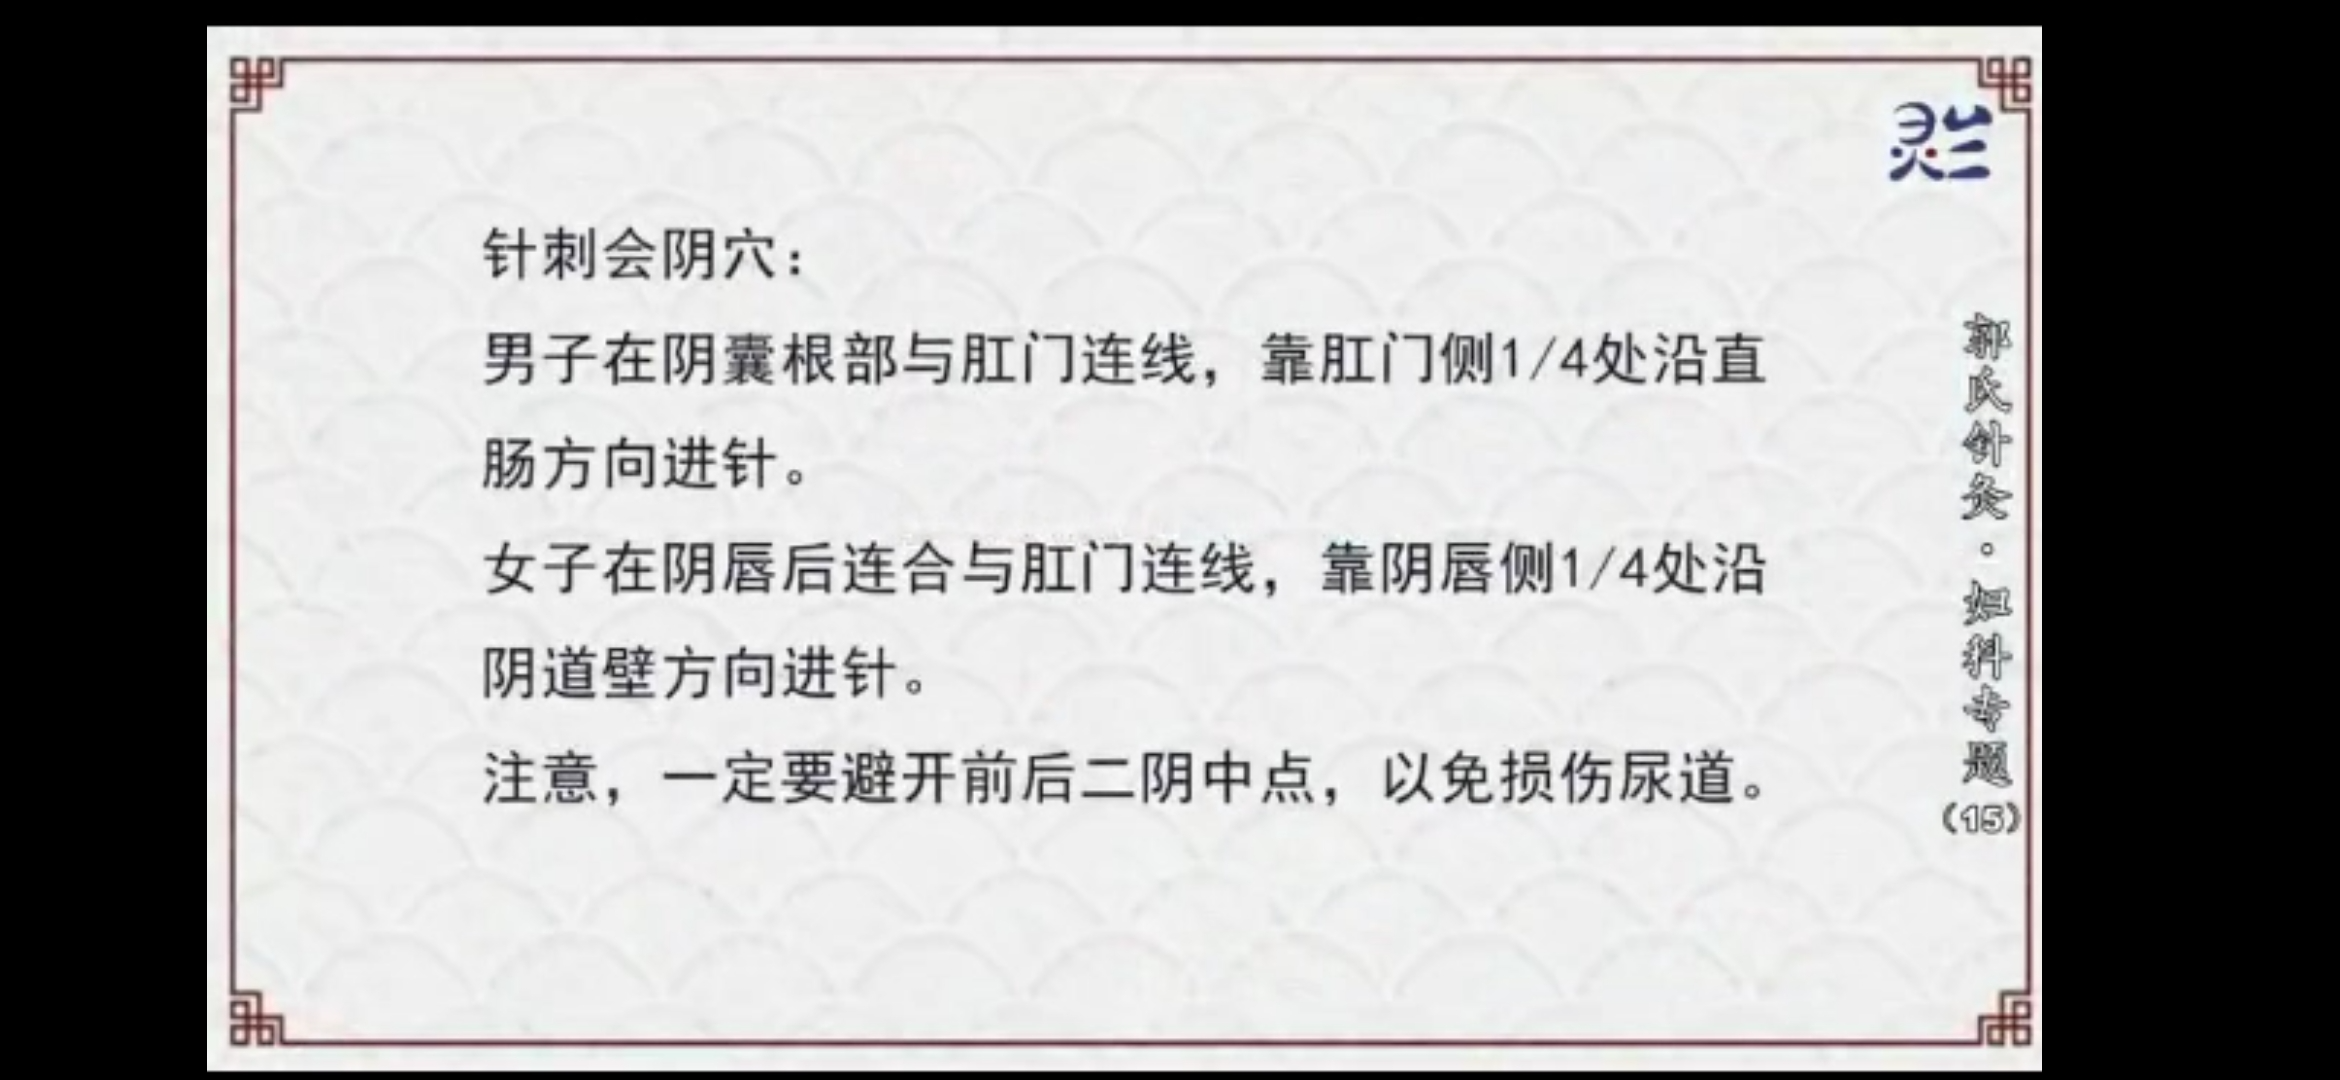 针刺会阴穴：
男子在阴囊根部与肛门连线，靠肛门侧1/4处沿直
肠方向进针。
女子在阴唇后连合与肛门连线，靠阴唇侧1/4处沿
阴道壁方向进针。
注意，一定要避开前后二阴中点，以免损伤尿道。
郭氏针灸·妇科专题
（15）